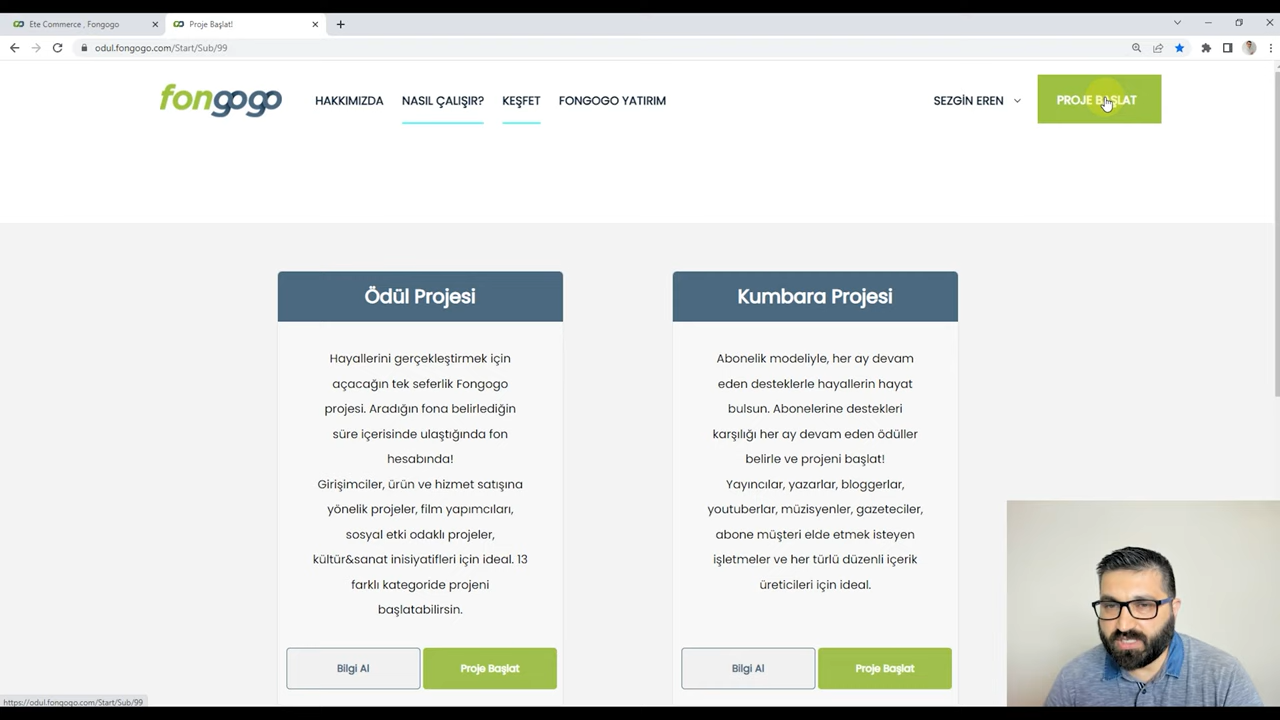 Ete Commerce , Fongogo
Proje Başlat!
odul.fongogo.com/Start/Sub/99
fongogo
HAKKIMIZDA
NASIL ÇALIŞIR?
KEŞFET
FONGOGO YATIRIM
SEZGİN EREN
PROJE BAŞLAT
Ödül Projesi
Hayallerini gerçekleştirmek için
açacağın tek seferlik Fongogo
projesi. Aradığın fona belirlediğin
süre içerisinde ulaştığında fon
hesabında!
Girişimciler, ürün ve hizmet satışına
yönelik projeler, film yapımcıları,
sosyal etki odaklı projeler,
kültür&sanat inisiyatifleri için ideal. 13
farklı kategoride projeni
başlatabilirsin.
Bilgi Al
Proje Başlat
Kumbara Projesi
Abonelik modeliyle, her ay devam
eden desteklerle hayallerin hayat
bulsun. Abonelerine destekleri
karşılığı her ay devam eden ödüller
belirle ve projeni başlat!
Yayıncılar, yazarlar, bloggerlar,
youtuberlar, müzisyenler, gazeteciler,
abone müşteri elde etmek isteyen
işletmeler ve her türlü düzenli içerik
üreticileri için ideal.
Bilgi Al
Proje Başlat
https://odul.fongogo.com/Start/Sub/99